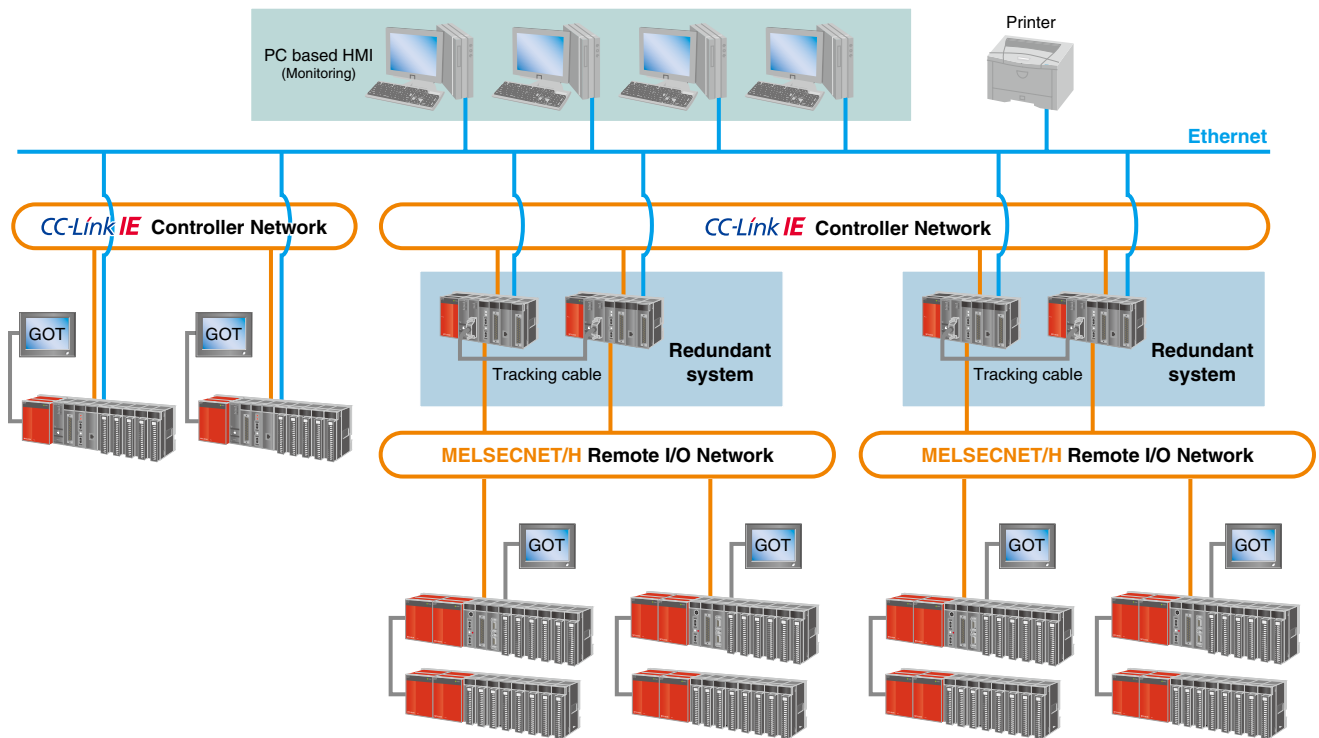 Printer
PC based HMI
(Monitoring)
Ethernet
CC-Link IE Controller Network
CC-Link IE Controller Network
GOT
GOT
Tracking cable
Redundant
system
Tracking cable
Redundant
system
MELSECNET/H Remote I/O Network
MELSECNET/H Remote I/O Network
GOT
GOT
GOT
GOT